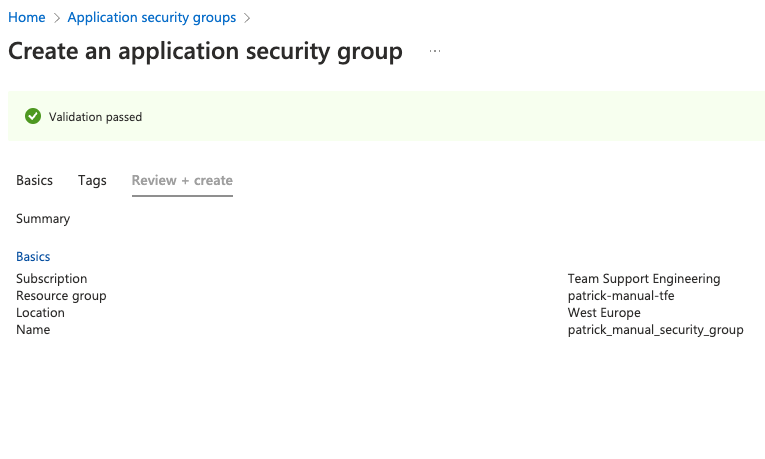 Home > Application security groups >
Create an application security group ...
Validation passed
Basics Tags Review + create
Summary
Basics
Subscription Team Support Engineering
Resource group patrick-manual-tfe
Location West Europe
Name patrick_manual_security_group